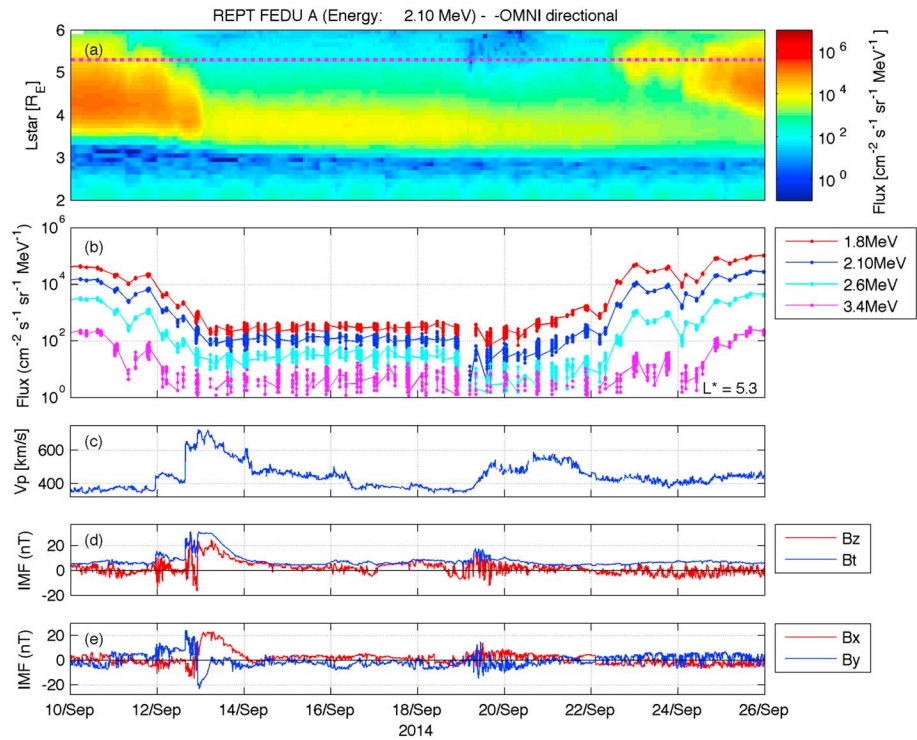 REPT FEDU A (Energy: 2.10 MeV) - -OMNI directional
(a)
Lstar [R_E]
6
5
4
3
2
10^6
10^4
10^2
10^0
Flux [cm^-2 s^-1 sr^-1 MeV^-1]
(b)
Flux (cm^-2 s^-1 sr^-1 MeV^-1)
10^6
10^4
10^2
10^0
L* = 5.3
1.8MeV
2.10MeV
2.6MeV
3.4MeV
(c)
Vp [km/s]
600
400
(d)
IMF (nT)
20
0
-20
Bz
Bt
(e)
IMF (nT)
20
0
-20
Bx
By
10/Sep 12/Sep 14/Sep 16/Sep 18/Sep 20/Sep 22/Sep 24/Sep 26/Sep
2014